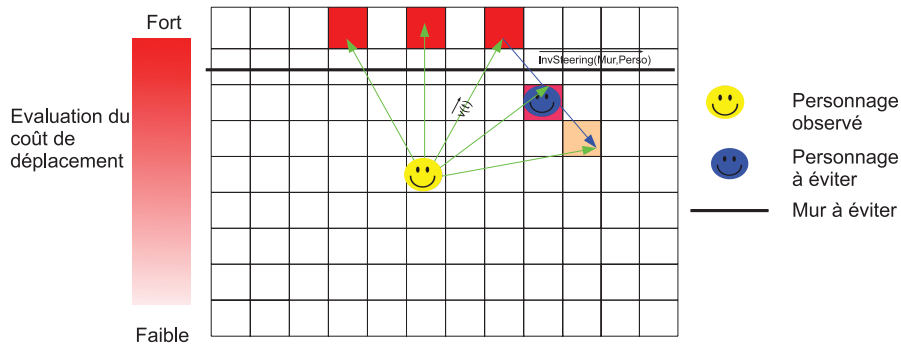 Fort
Evaluation du
coût de
déplacement
Faible
InvSteering(Mur,Perso)
v(t)
Personnage
observé
Personnage
à éviter
Mur à éviter